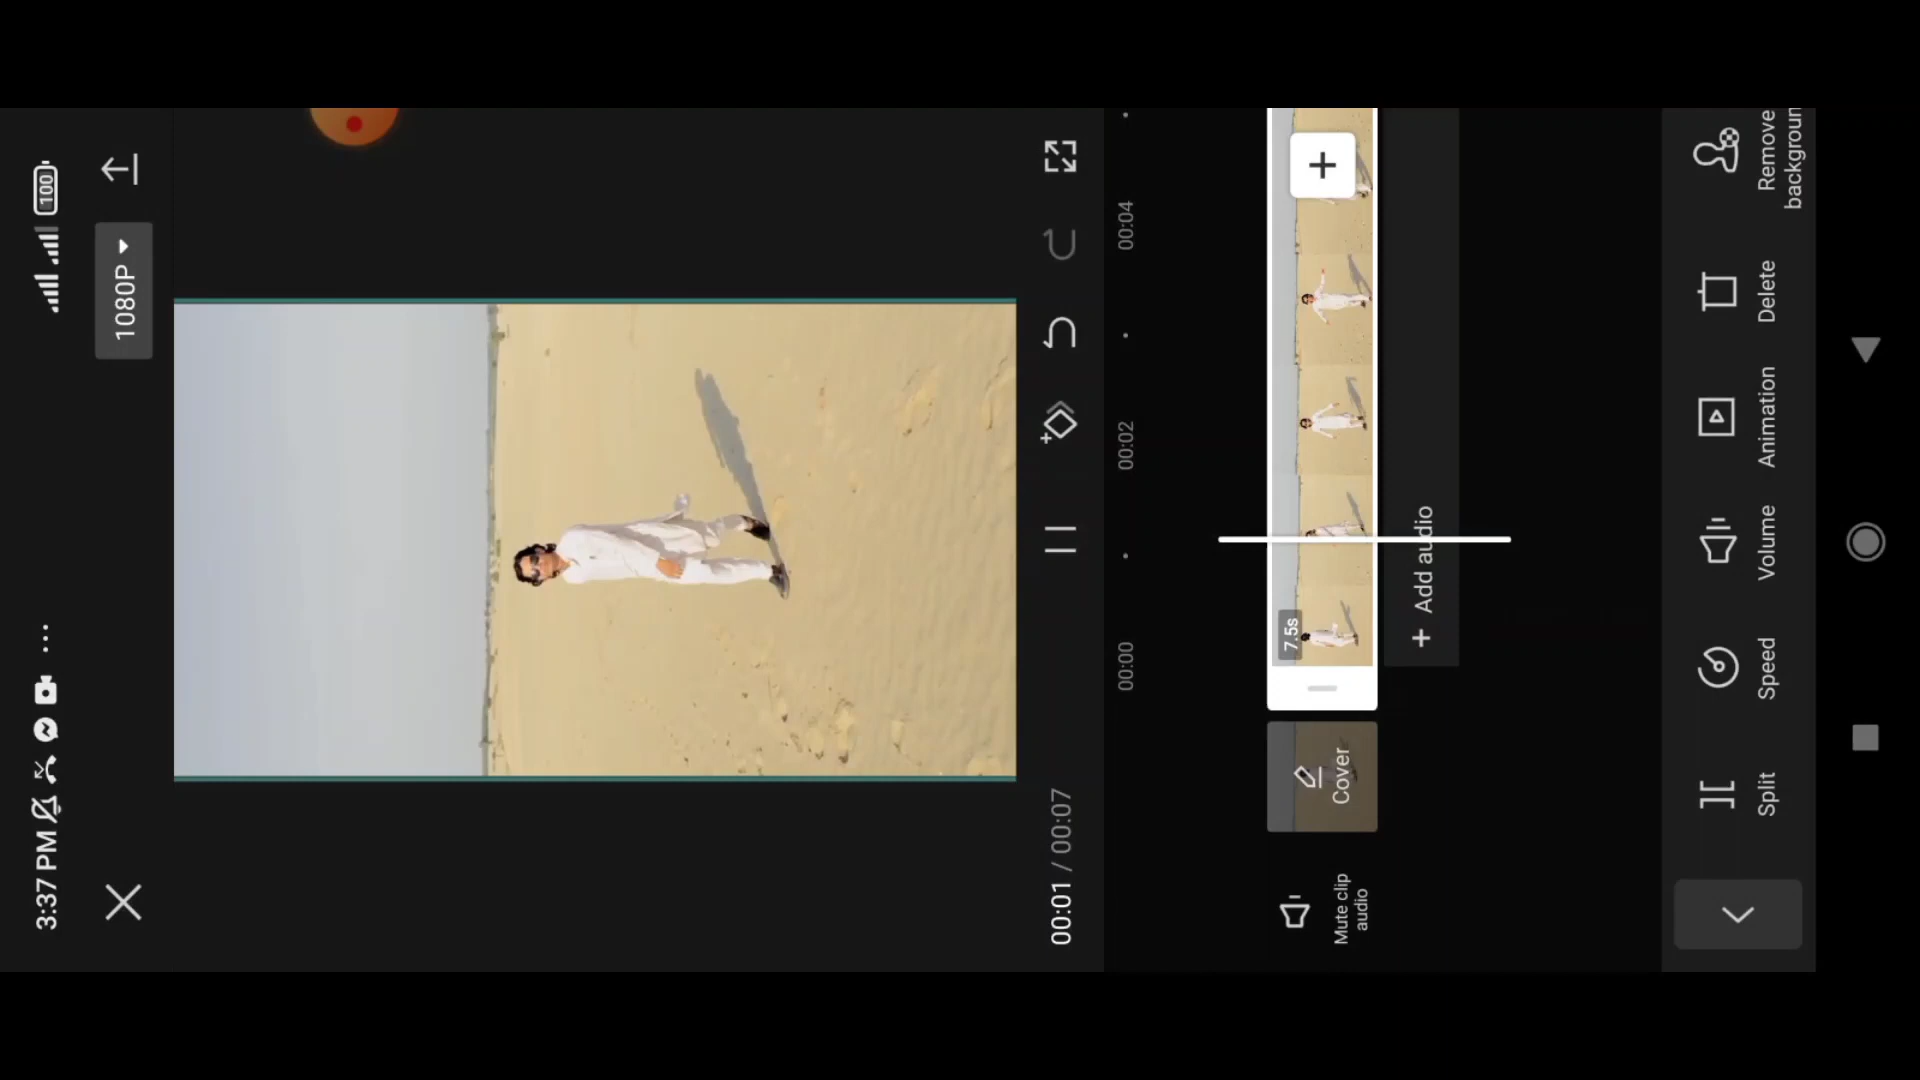 3:37 PM
100
1080P
00:01 / 00:07
00:00
00:02
00:04
Mute clip
audio
Cover
7.5s
+ Add audio
Split
Speed
Volume
Animation
Delete
Remove
backgroun